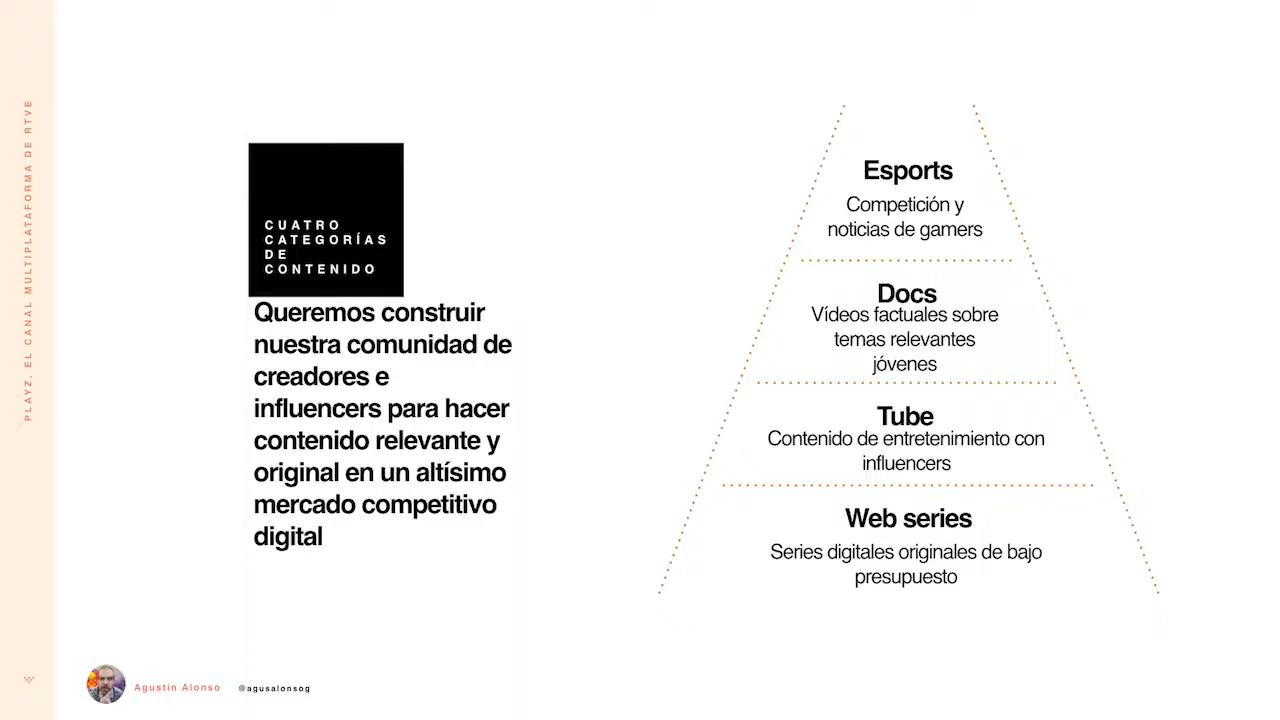 PLAYZ. EL CANAL MULTIPLATAFORMA DE RTVE
CUATRO
CATEGORÍAS
DE
CONTENIDO
Queremos construir
nuestra comunidad de
creadores e
influencers para hacer
contenido relevante y
original en un altísimo
mercado competitivo
digital
Esports
Competición y
noticias de gamers
Docs
Vídeos factuales sobre
temas relevantes
jóvenes
Tube
Contenido de entretenimiento con
influencers
Web series
Series digitales originales de bajo
presupuesto
Agustín Alonso @agusalonsog